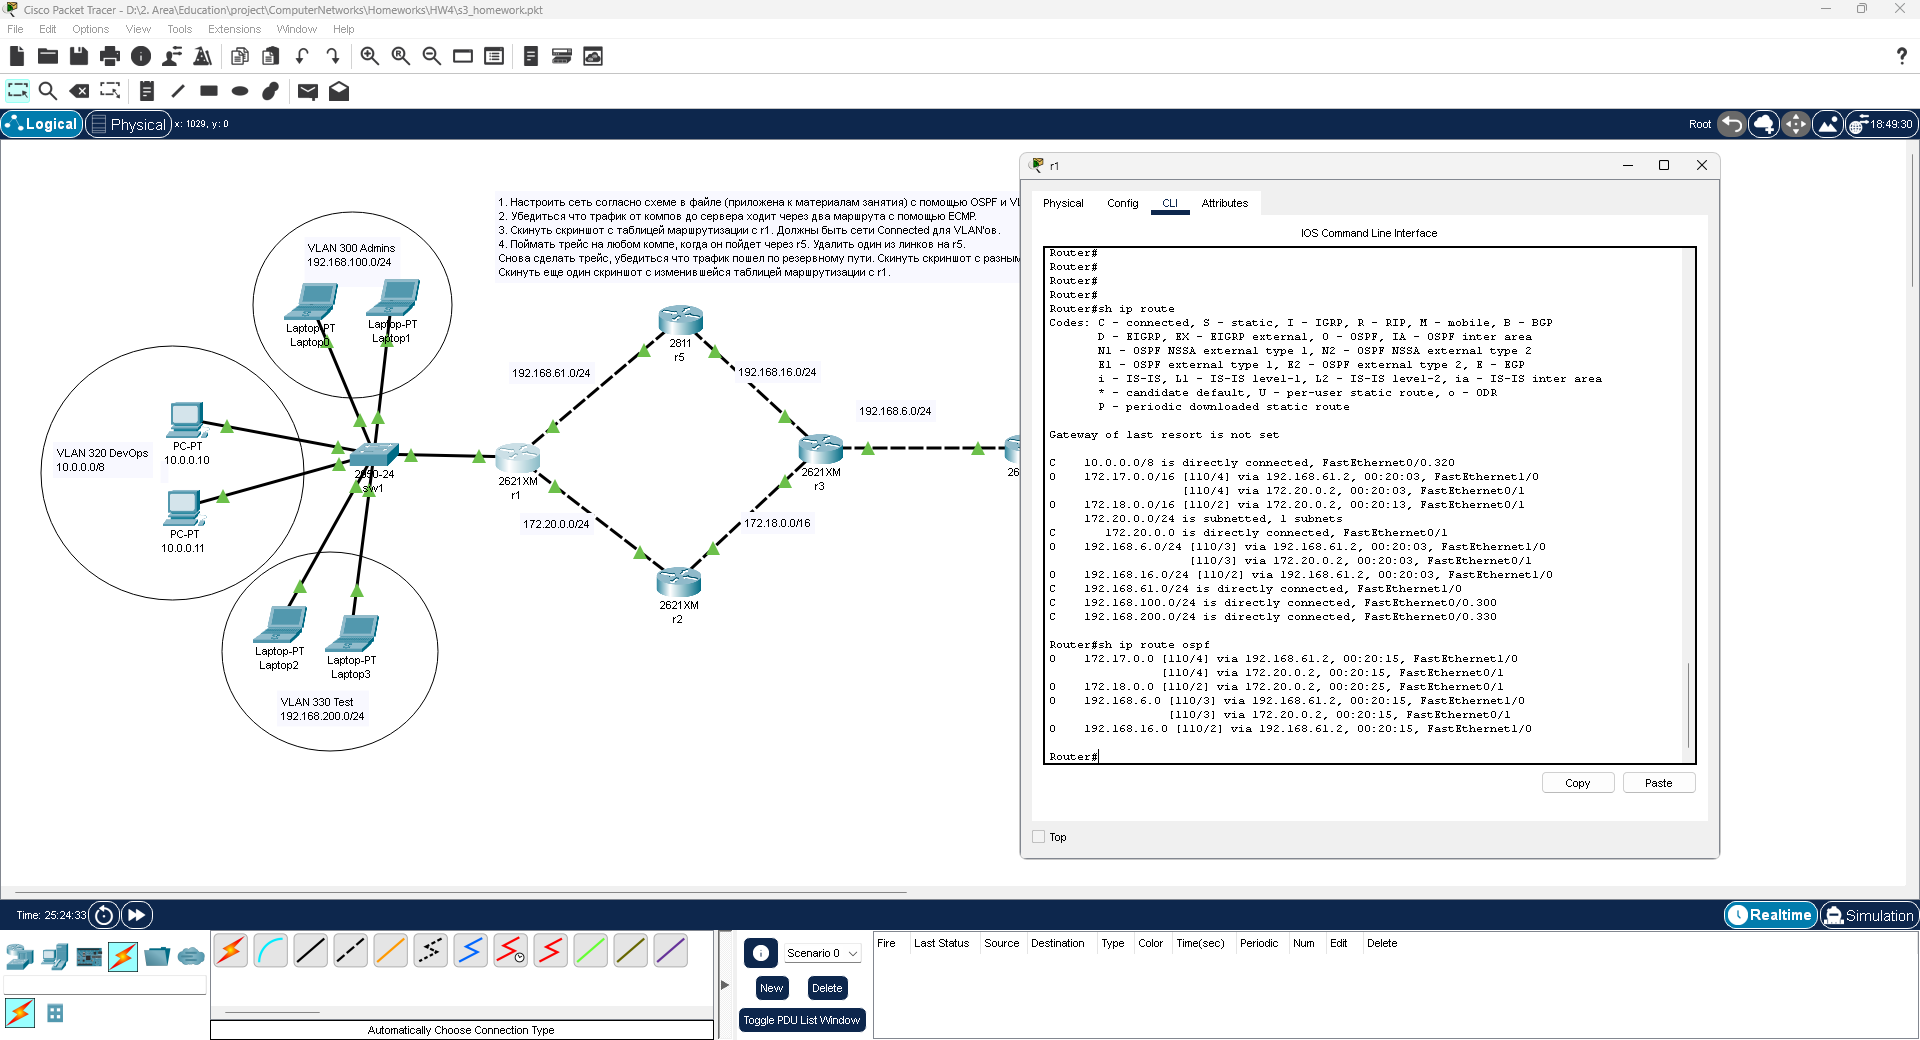 Cisco Packet Tracer - D:\2. Area\Education\project\ComputerNetworks\Homeworks\HW4\s3_homework.pkt
File Edit Options View Tools Extensions Window Help
?
Logical
Physical
x: 1029, y: 0
Root
18:49:30
1. Настроить сеть согласно схеме в файле (приложена к материалам занятия) с помощью OSPF и VL
2. Убедиться что трафик от компов до сервера ходит через два маршрута с помощью ECMP.
3. Скинуть скриншот с таблицей маршрутизации с r1. Должны быть сети Connected для VLAN'ов.
4. Поймать трейс на любом компе, когда он пойдет через r5. Удалить один из линков на r5.
Снова сделать трейс, убедиться что трафик пошел по резервному пути. Скинуть скриншот с разным
Скинуть еще один скриншот с изменившейся таблицей маршрутизации с r1.
VLAN 300 Admins
192.168.100.0/24
Laptop-PT
Laptop0
Laptop-PT
Laptop1
VLAN 320 DevOps
10.0.0.0/8
PC-PT
10.0.0.10
PC-PT
10.0.0.11
2950-24
sw1
Laptop-PT
Laptop2
Laptop-PT
Laptop3
VLAN 330 Test
192.168.200.0/24
2621XM
r1
192.168.61.0/24
2811
r5
192.168.16.0/24
172.20.0.0/24
2621XM
r2
172.18.0.0/16
2621XM
r3
192.168.6.0/24
26
r1
Physical Config CLI Attributes
IOS Command Line Interface
Router#
Router#
Router#
Router#
Router#sh ip route
Codes: C - connected, S - static, I - IGRP, R - RIP, M - mobile, B - BGP
D - EIGRP, EX - EIGRP external, O - OSPF, IA - OSPF inter area
N1 - OSPF NSSA external type 1, N2 - OSPF NSSA external type 2
E1 - OSPF external type 1, E2 - OSPF external type 2, E - EGP
i - IS-IS, L1 - IS-IS level-1, L2 - IS-IS level-2, ia - IS-IS inter area
* - candidate default, U - per-user static route, o - ODR
P - periodic downloaded static route
Gateway of last resort is not set
C 10.0.0.0/8 is directly connected, FastEthernet0/0.320
O 172.17.0.0/16 [110/4] via 192.168.61.2, 00:20:03, FastEthernet1/0
[110/4] via 172.20.0.2, 00:20:03, FastEthernet0/1
O 172.18.0.0/16 [110/2] via 172.20.0.2, 00:20:13, FastEthernet0/1
172.20.0.0/24 is subnetted, 1 subnets
C 172.20.0.0 is directly connected, FastEthernet0/1
O 192.168.6.0/24 [110/3] via 192.168.61.2, 00:20:03, FastEthernet1/0
[110/3] via 172.20.0.2, 00:20:03, FastEthernet0/1
O 192.168.16.0/24 [110/2] via 192.168.61.2, 00:20:03, FastEthernet1/0
C 192.168.61.0/24 is directly connected, FastEthernet1/0
C 192.168.100.0/24 is directly connected, FastEthernet0/0.300
C 192.168.200.0/24 is directly connected, FastEthernet0/0.330
Router#sh ip route ospf
O 172.17.0.0 [110/4] via 192.168.61.2, 00:20:15, FastEthernet1/0
[110/4] via 172.20.0.2, 00:20:15, FastEthernet0/1
O 172.18.0.0 [110/2] via 172.20.0.2, 00:20:25, FastEthernet0/1
O 192.168.6.0 [110/3] via 192.168.61.2, 00:20:15, FastEthernet1/0
[110/3] via 172.20.0.2, 00:20:15, FastEthernet0/1
O 192.168.16.0 [110/2] via 192.168.61.2, 00:20:15, FastEthernet1/0
Router#
Copy
Paste
Top
Time: 25:24:33
Realtime
Simulation
Automatically Choose Connection Type
Scenario 0
New
Delete
Toggle PDU List Window
Fire Last Status Source Destination Type Color Time(sec) Periodic Num Edit Delete